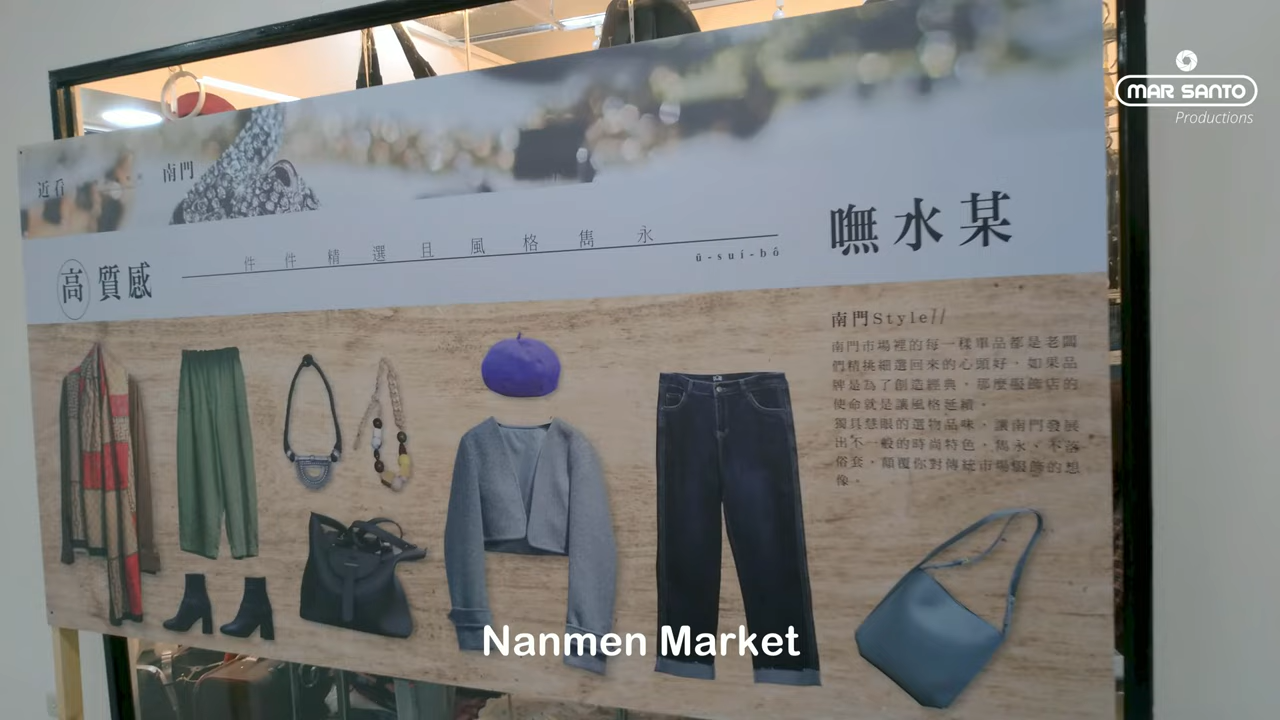 MAR SANTO
Productions
近看
南門
高質感
件件精選且風格雋永
ū-suí-bó
嘸水某
南門Style//
南門市場裡的每一樣單品都是老闆
們精挑細選回來的心頭好。如果品
牌是為了創造經典，那麼服飾店的
使命就是讓風格延續。
獨具慧眼的選物品味，讓南門發展
出不一般的時尚特色，雋永、不落
俗套，顛覆你對傳統市場服飾的想
像。
Nanmen Market